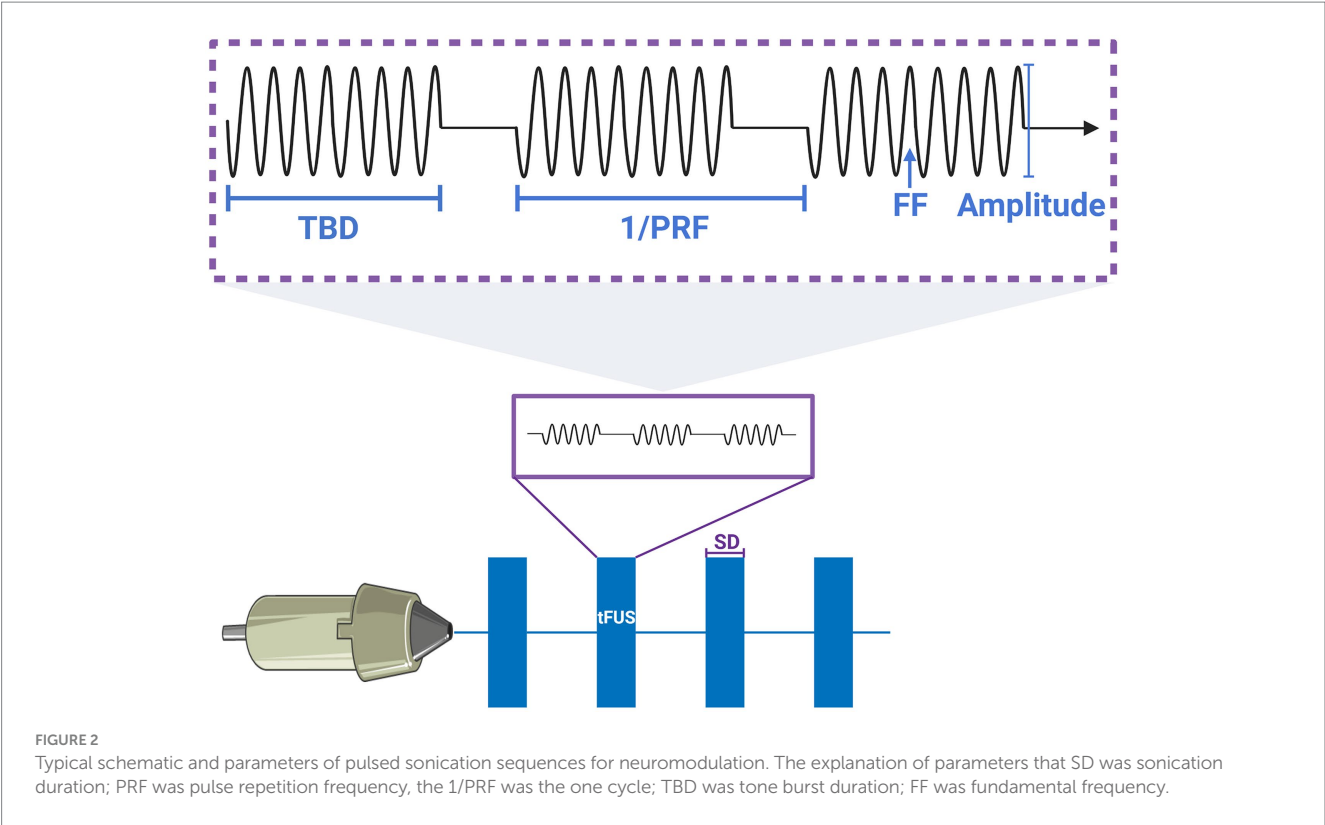 TBD
1/PRF
FF
Amplitude
SD
tFUS
FIGURE 2
Typical schematic and parameters of pulsed sonication sequences for neuromodulation. The explanation of parameters that SD was sonication
duration; PRF was pulse repetition frequency, the 1/PRF was the one cycle; TBD was tone burst duration; FF was fundamental frequency.